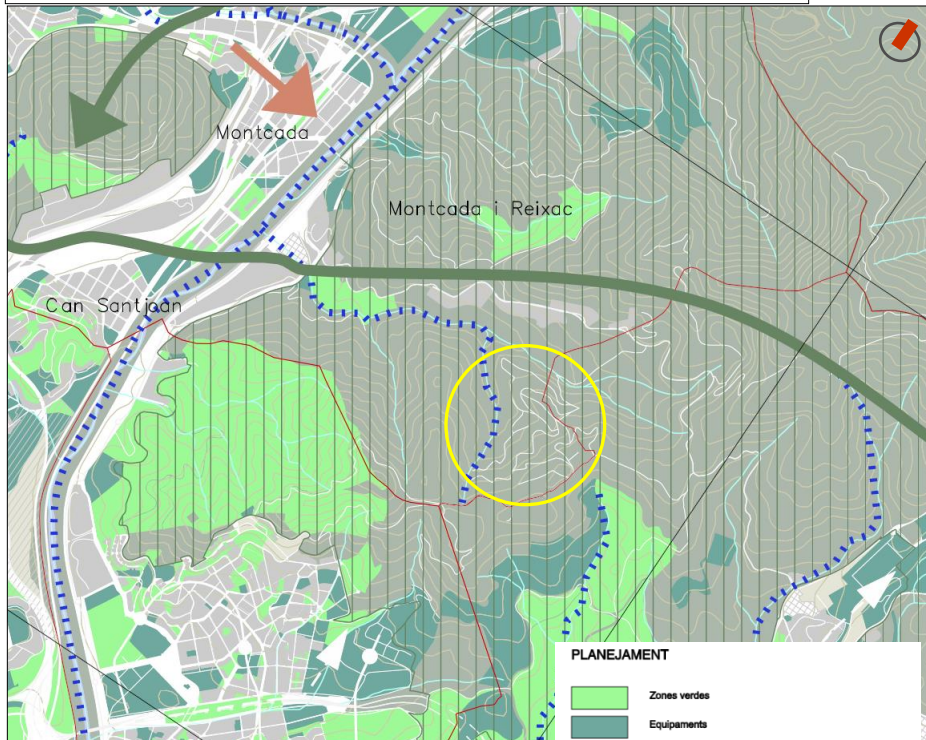 Montcada
Montcada i Reixac
Can Santjoan
PLANEJAMENT
Zones verdes
Equipaments